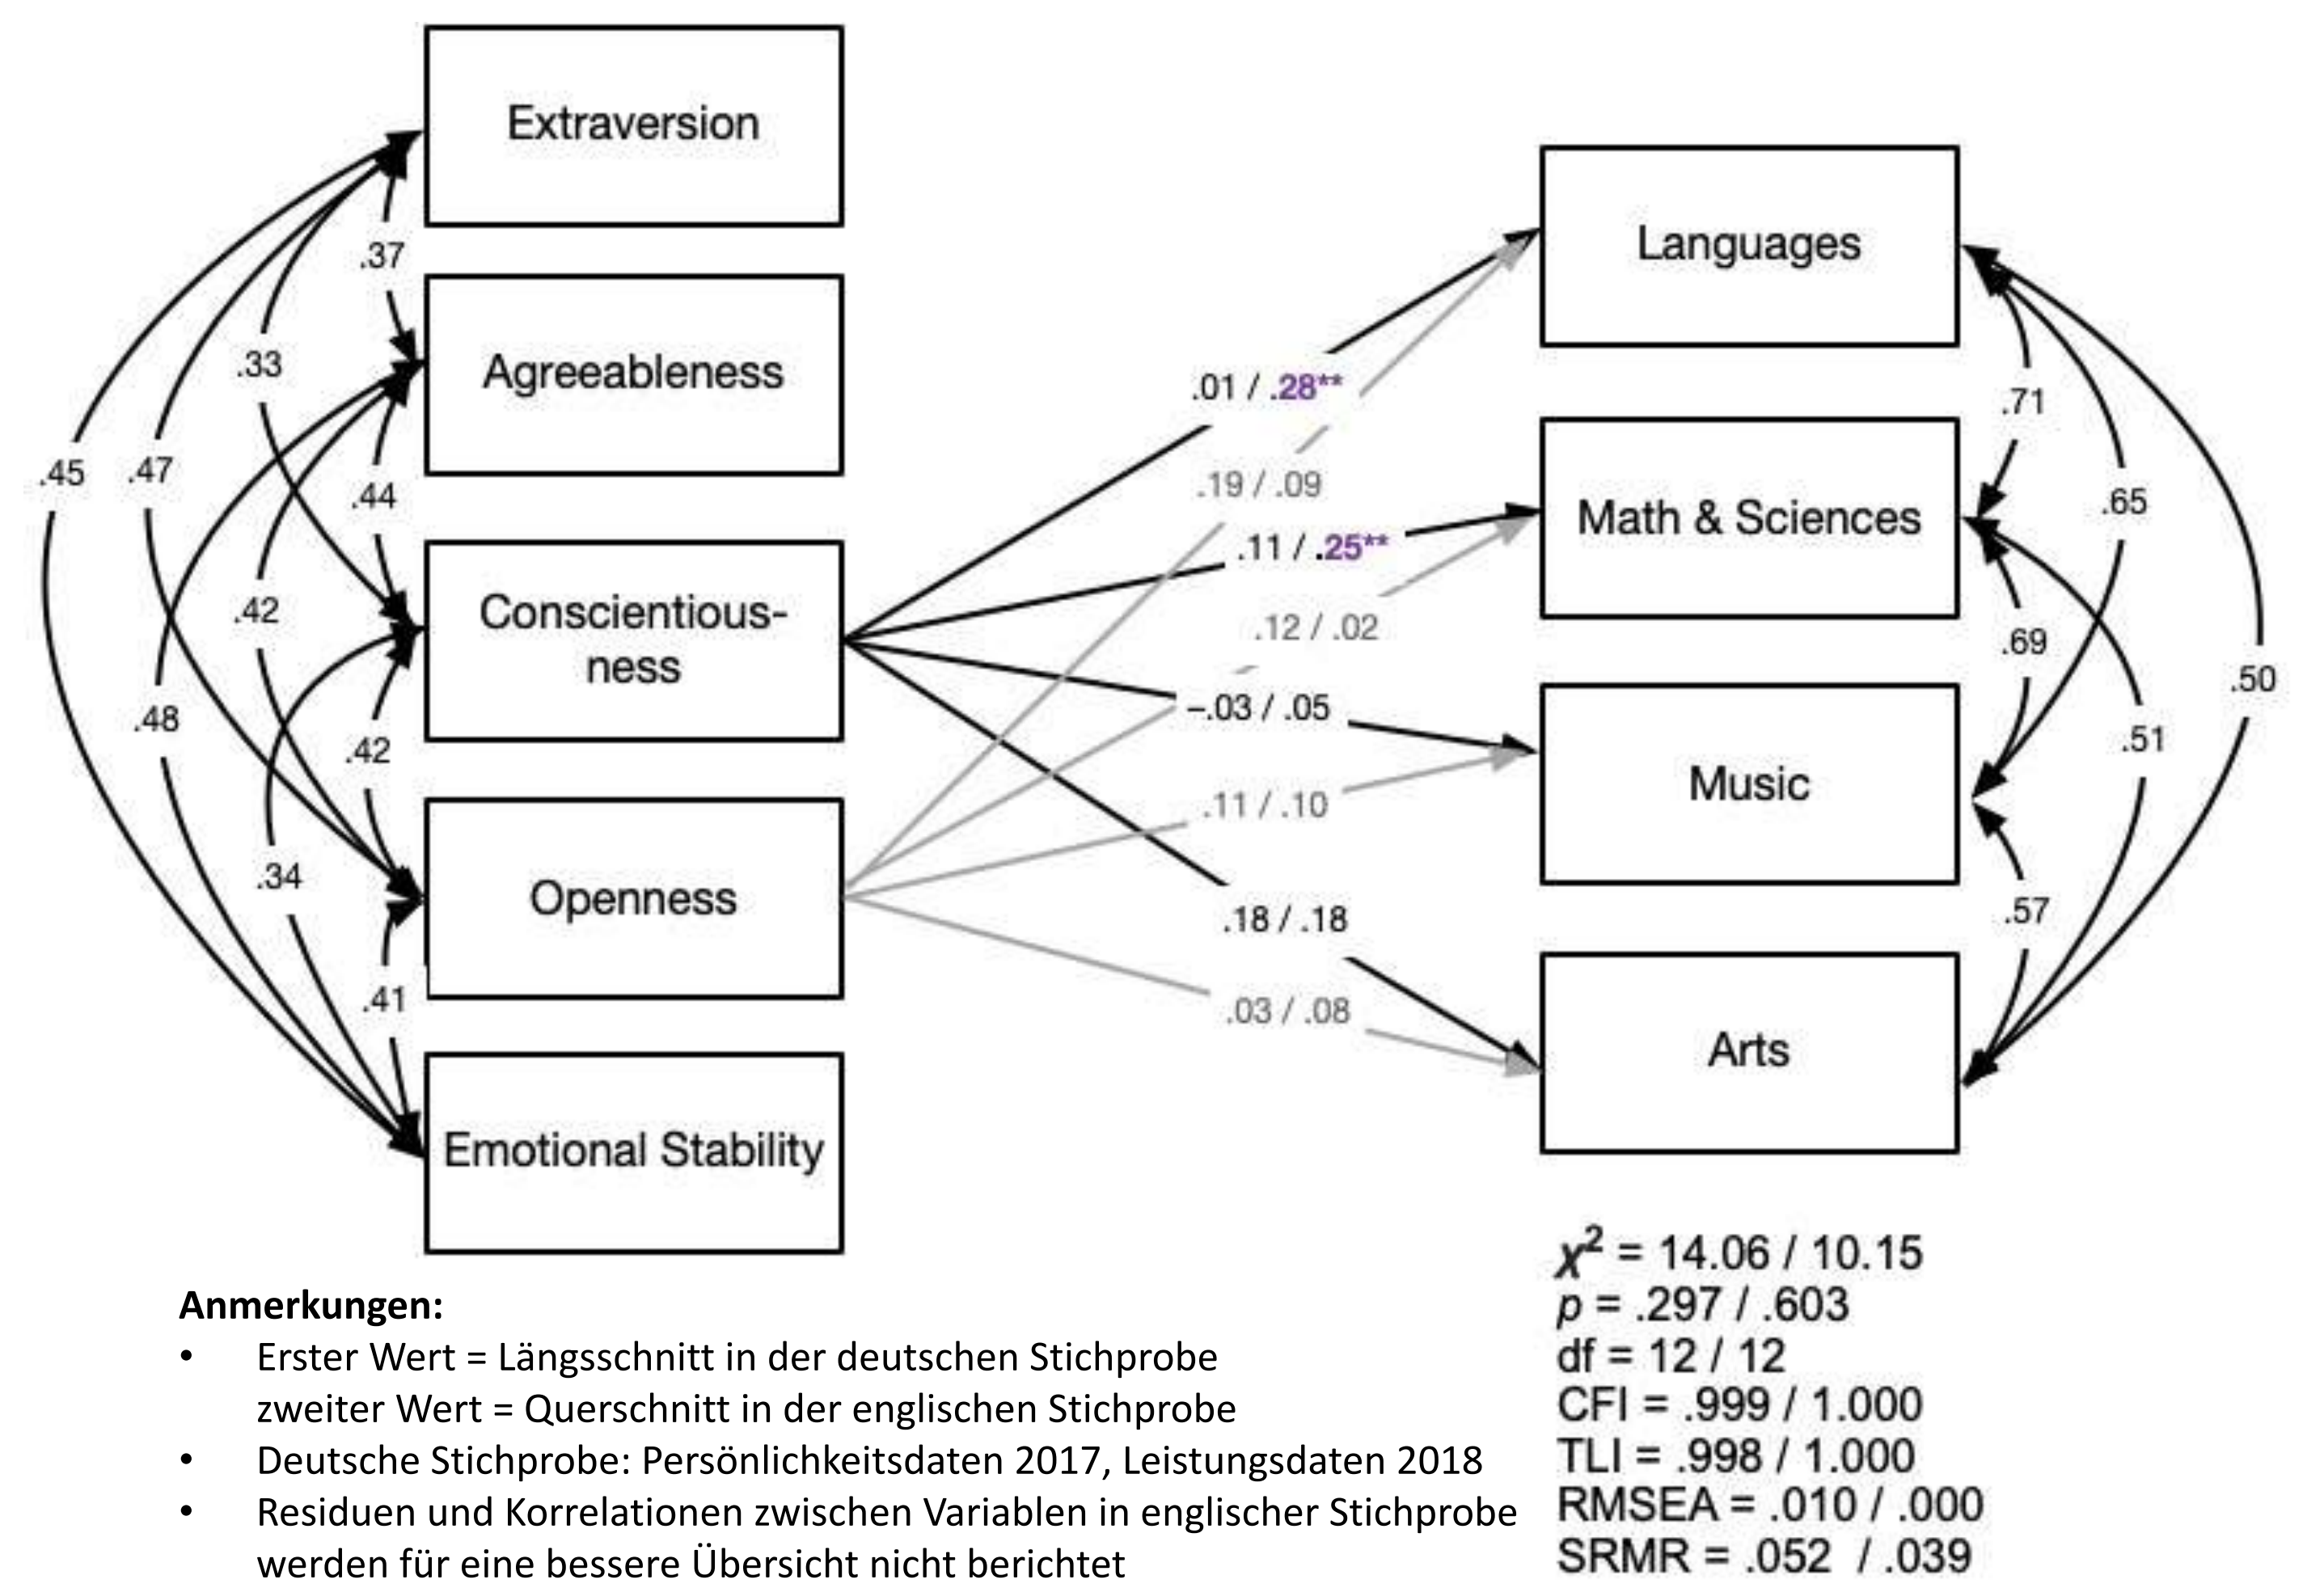 Extraversion
Agreeableness
Conscientious-
ness
Openness
Emotional Stability
.37
.33
.45
.47
.44
.42
.48
.42
.34
.41
.01 / .28**
.19 / .09
.11 / .25**
.12 / .02
–.03 / .05
.11 / .10
.18 / .18
.03 / .08
Languages
Math & Sciences
Music
Arts
.71
.65
.69
.50
.51
.57
χ² = 14.06 / 10.15
p = .297 / .603
df = 12 / 12
CFI = .999 / 1.000
TLI = .998 / 1.000
RMSEA = .010 / .000
SRMR = .052 / .039
Anmerkungen:
• Erster Wert = Längsschnitt in der deutschen Stichprobe
zweiter Wert = Querschnitt in der englischen Stichprobe
• Deutsche Stichprobe: Persönlichkeitsdaten 2017, Leistungsdaten 2018
• Residuen und Korrelationen zwischen Variablen in englischer Stichprobe
werden für eine bessere Übersicht nicht berichtet